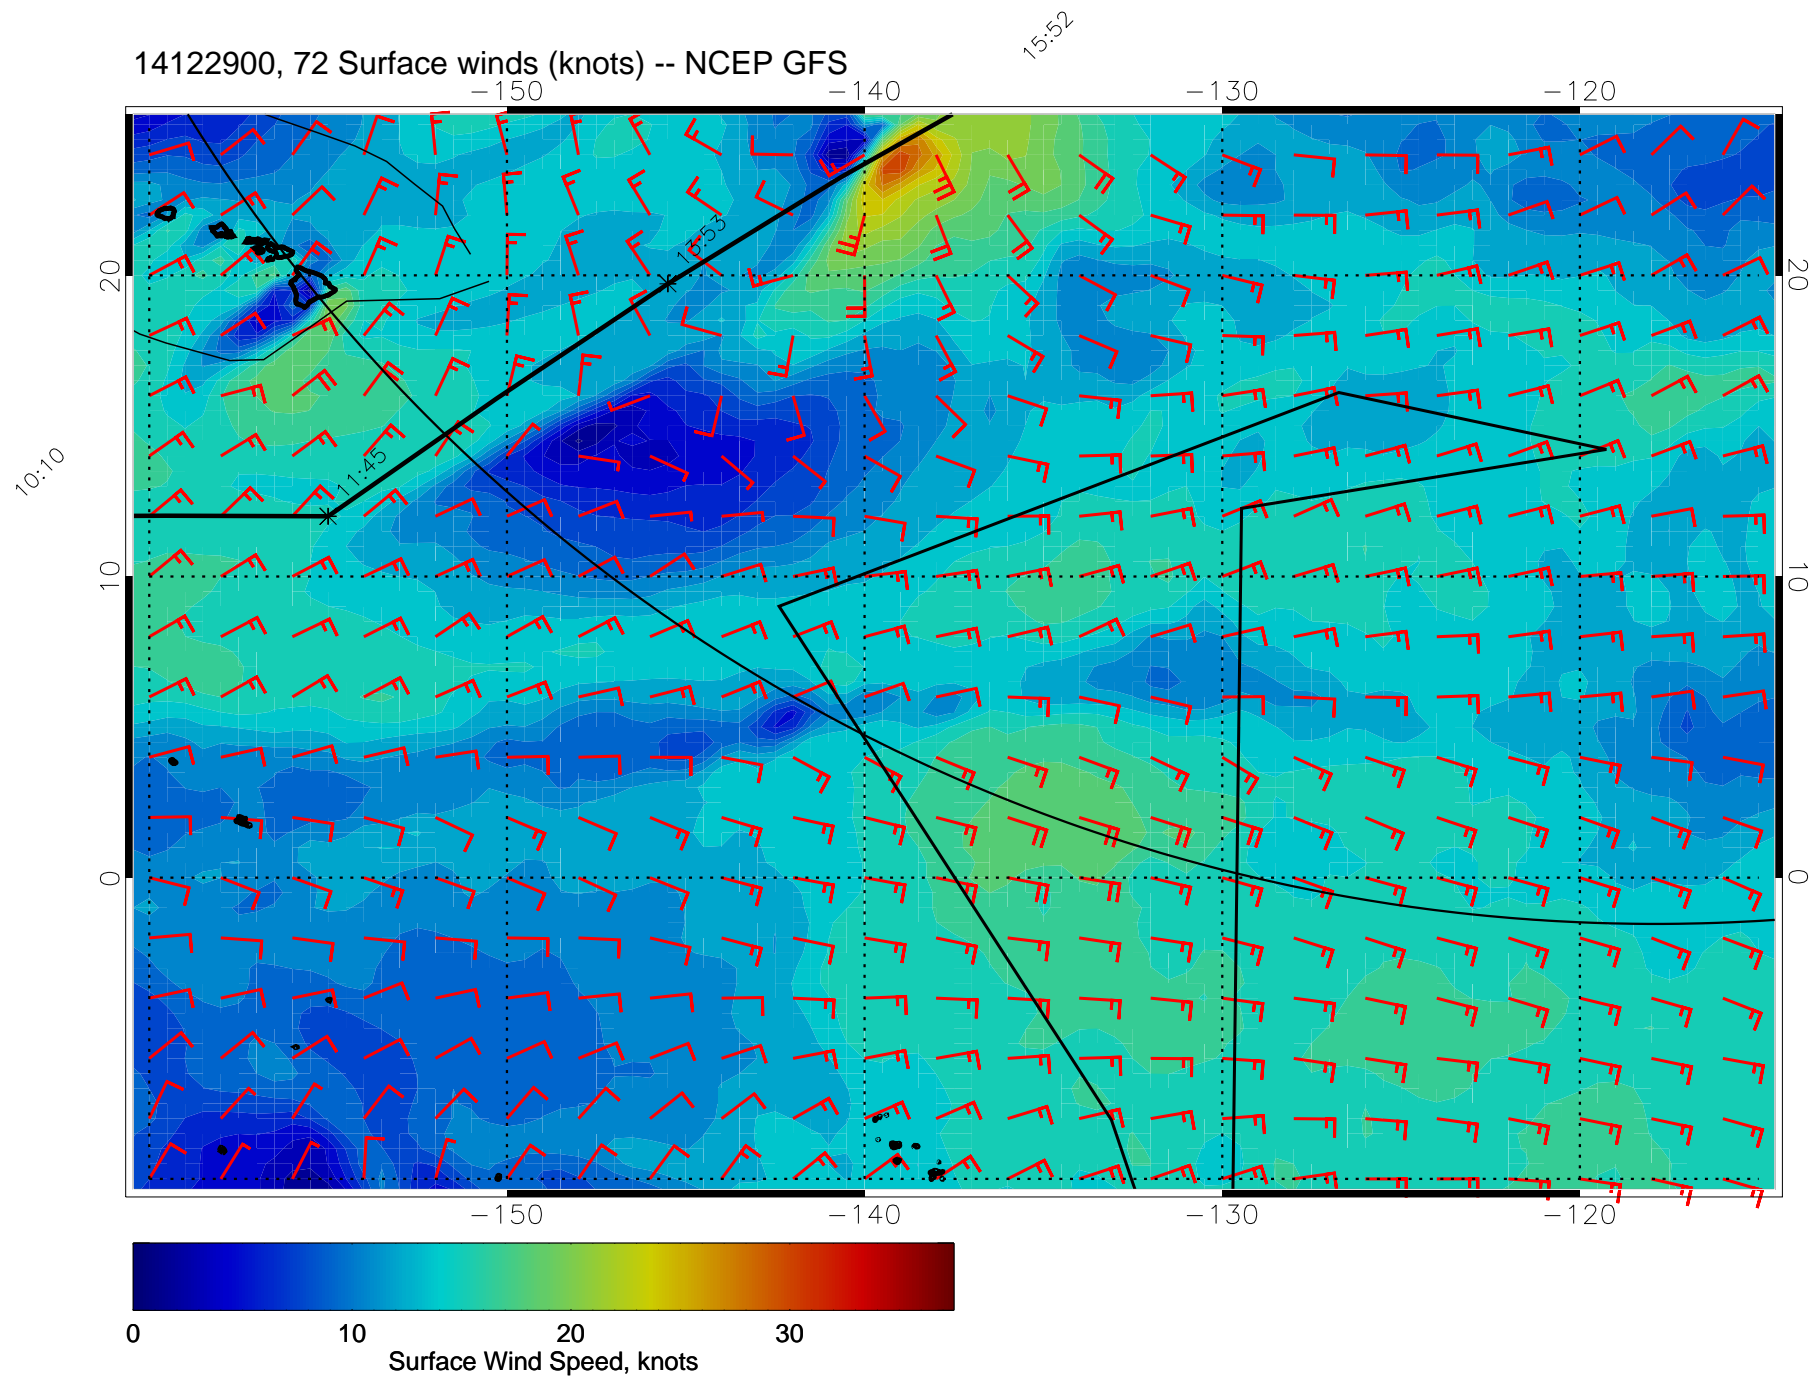 15:52
14122900, 72 Surface winds (knots) -- NCEP GFS
-150 -140 -130 -120
20 20
13:53
10:10
11:45
10 10
0 0
-150 -140 -130 -120
0 10 20 30
Surface Wind Speed, knots